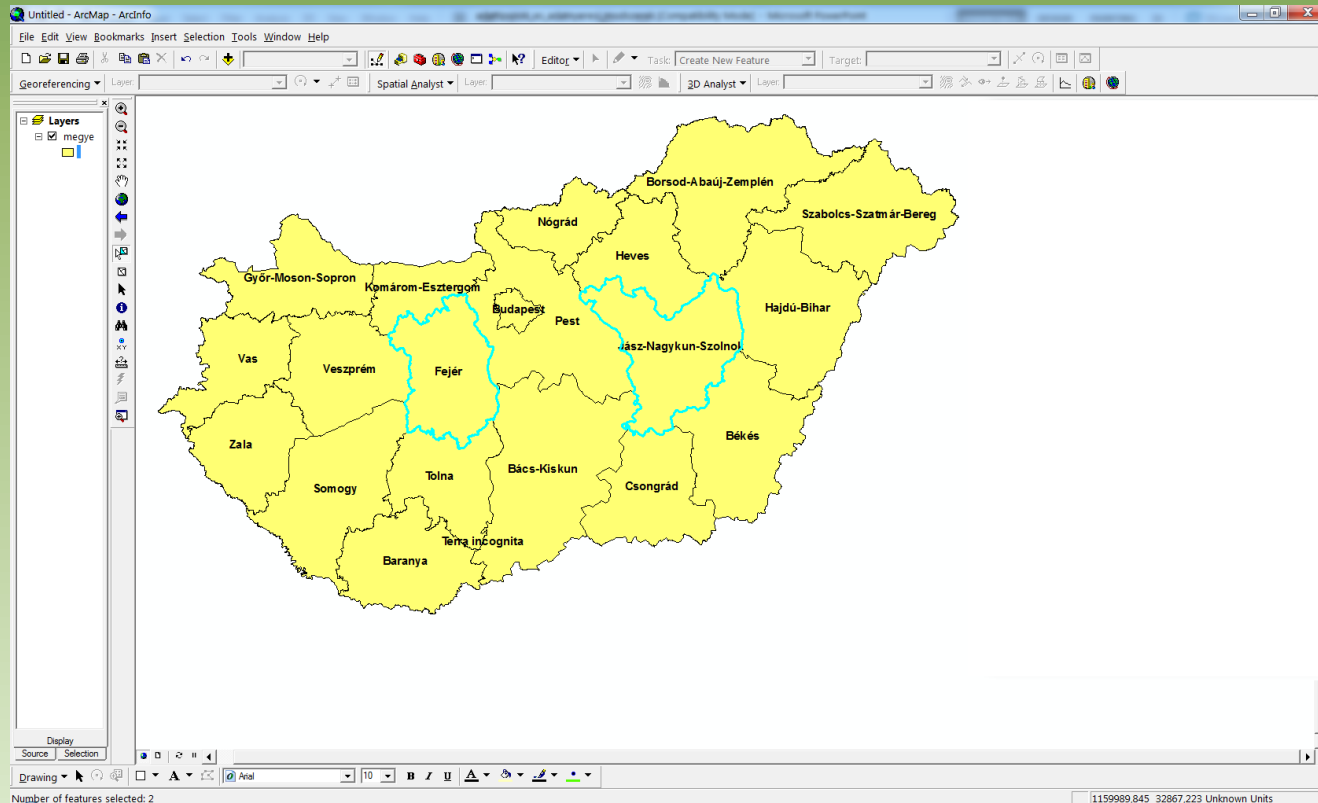 Untitled - ArcMap - ArcInfo
File Edit View Bookmarks Insert Selection Tools Window Help
Editor Task: Create New Feature Target:
Georeferencing Layer: Spatial Analyst Layer: 3D Analyst Layer:
Layers
megye
Borsod-Abaúj-Zemplén
Szabolcs-Szatmár-Bereg
Nógrád
Heves
Győr-Moson-Sopron
Komárom-Esztergom
Budapest
Pest
Hajdú-Bihar
Jász-Nagykun-Szolnok
Vas
Veszprém
Fejér
Zala
Békés
Somogy
Tolna
Bács-Kiskun
Csongrád
Terra incognita
Baranya
Display
Source Selection
Drawing A Arial 10 B I U A
Number of features selected: 2
1159989,845 32867,223 Unknown Units